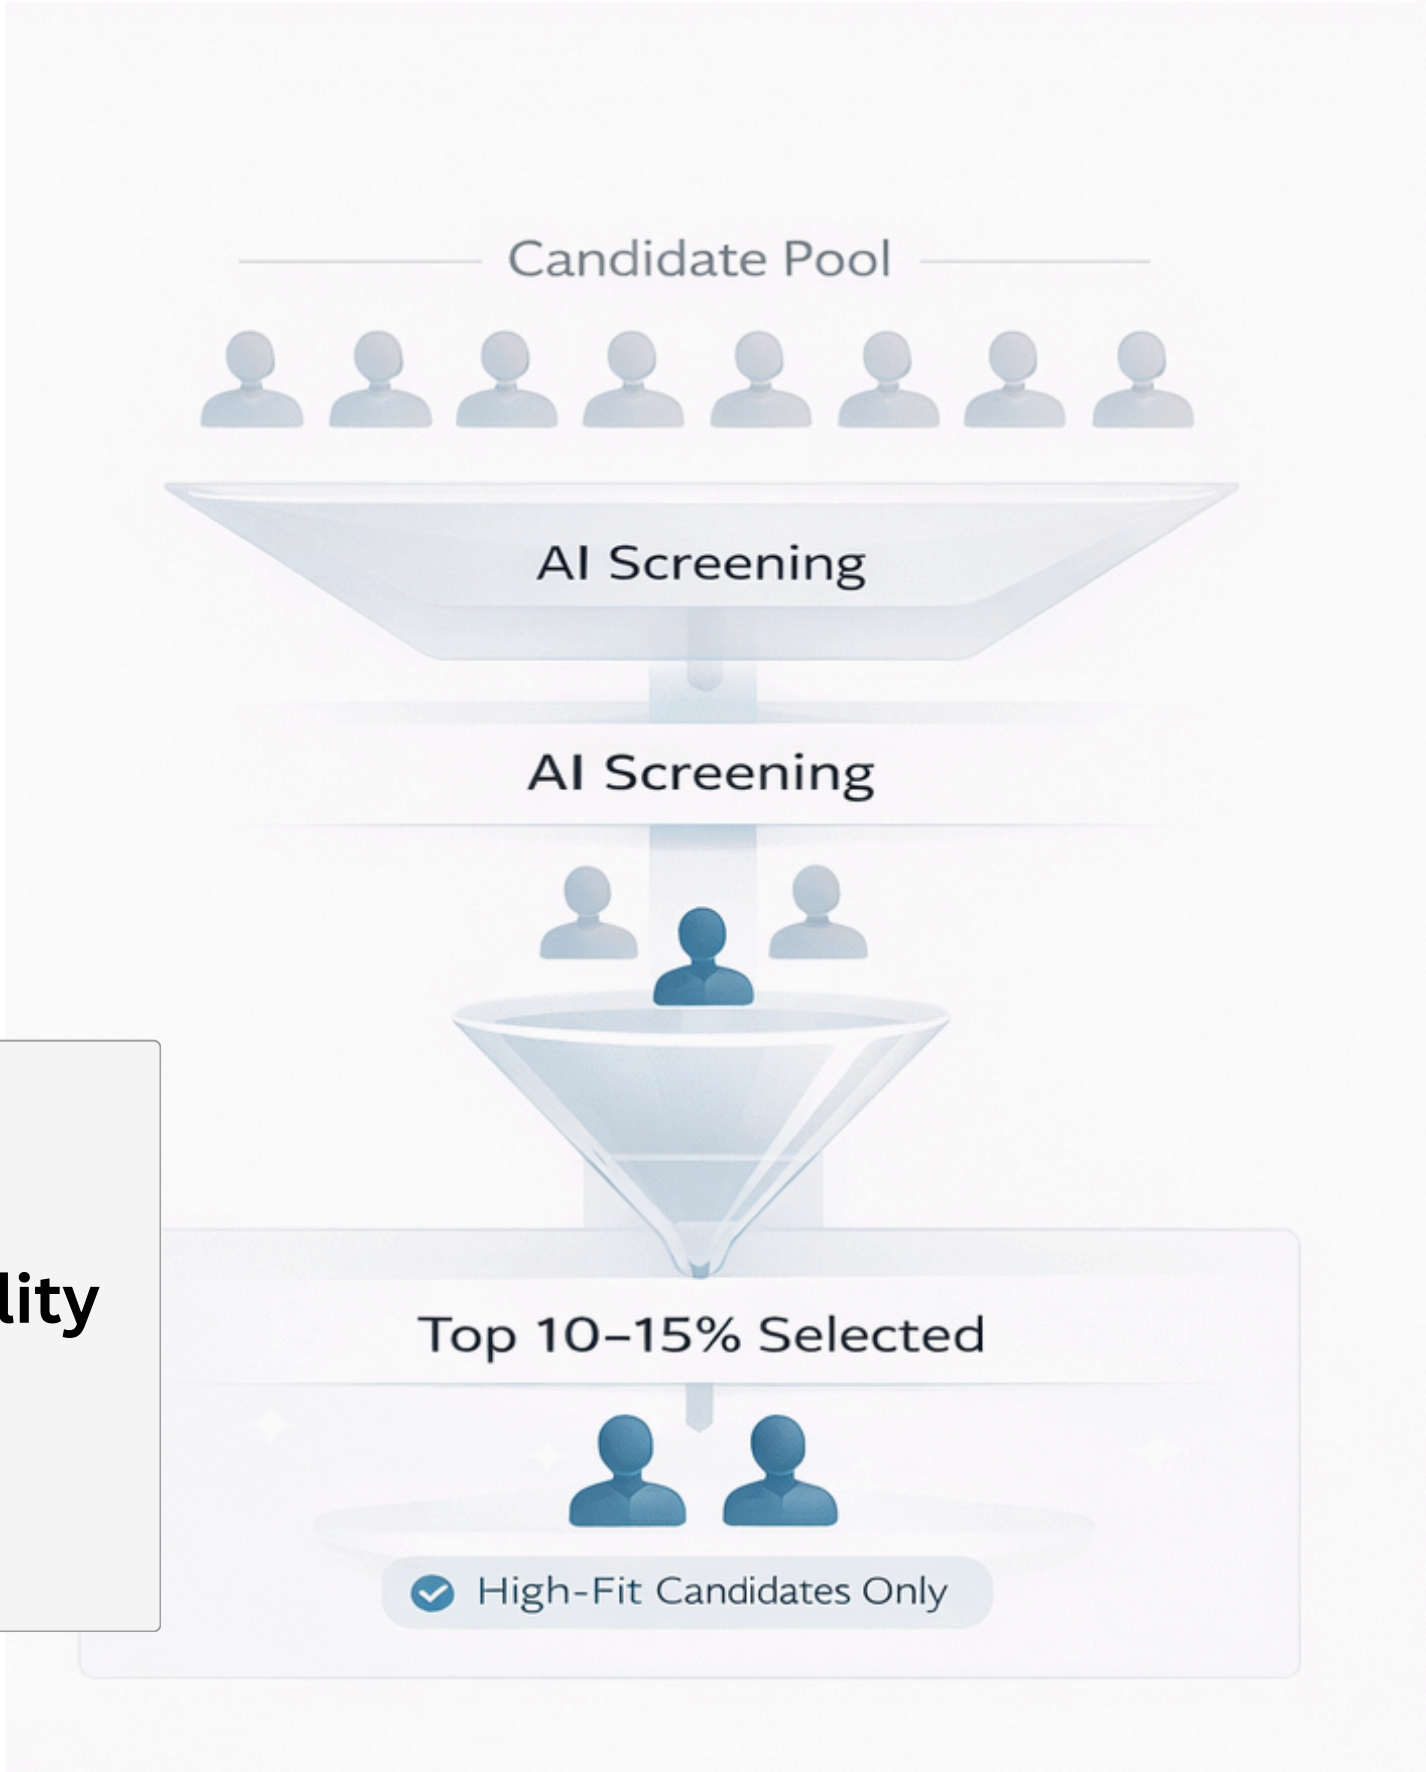 Candidate Pool
AI Screening
AI Screening
lity
Top 10–15% Selected
High-Fit Candidates Only